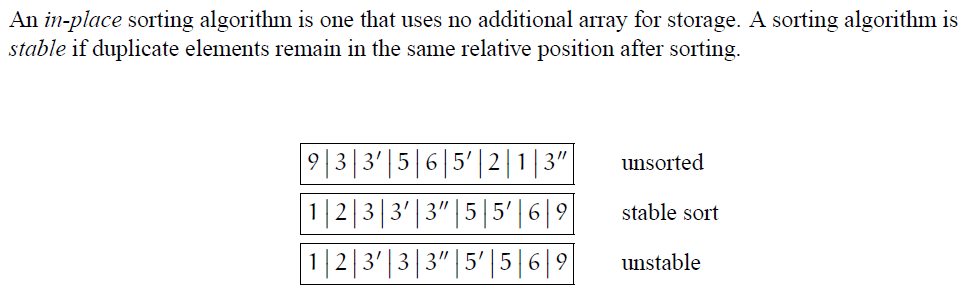 An in-place sorting algorithm is one that uses no additional array for storage. A sorting algorithm is
stable if duplicate elements remain in the same relative position after sorting.
9|3|3′|5|6|5′|2|1|3″ unsorted
1|2|3|3′|3″|5|5′|6|9 stable sort
1|2|3′|3|3″|5′|5|6|9 unstable